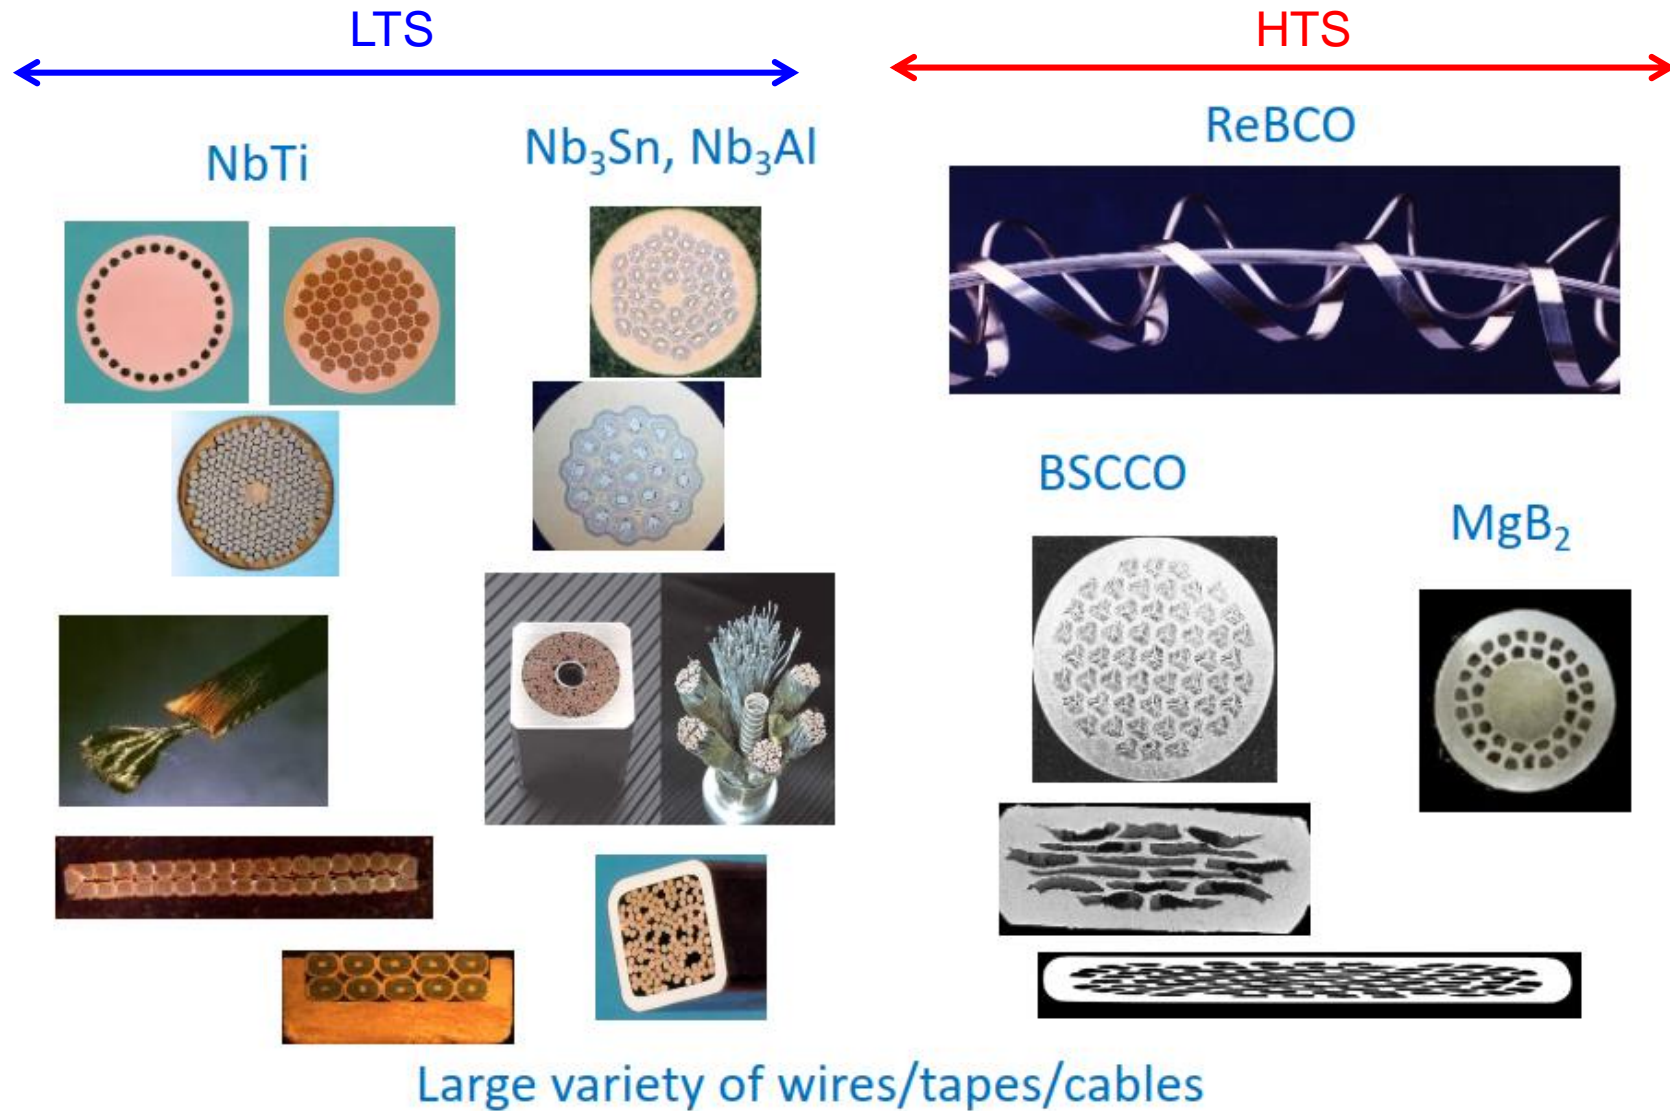 LTS
HTS
NbTi
Nb₃Sn, Nb₃Al
ReBCO
BSCCO
MgB₂
Large variety of wires/tapes/cables